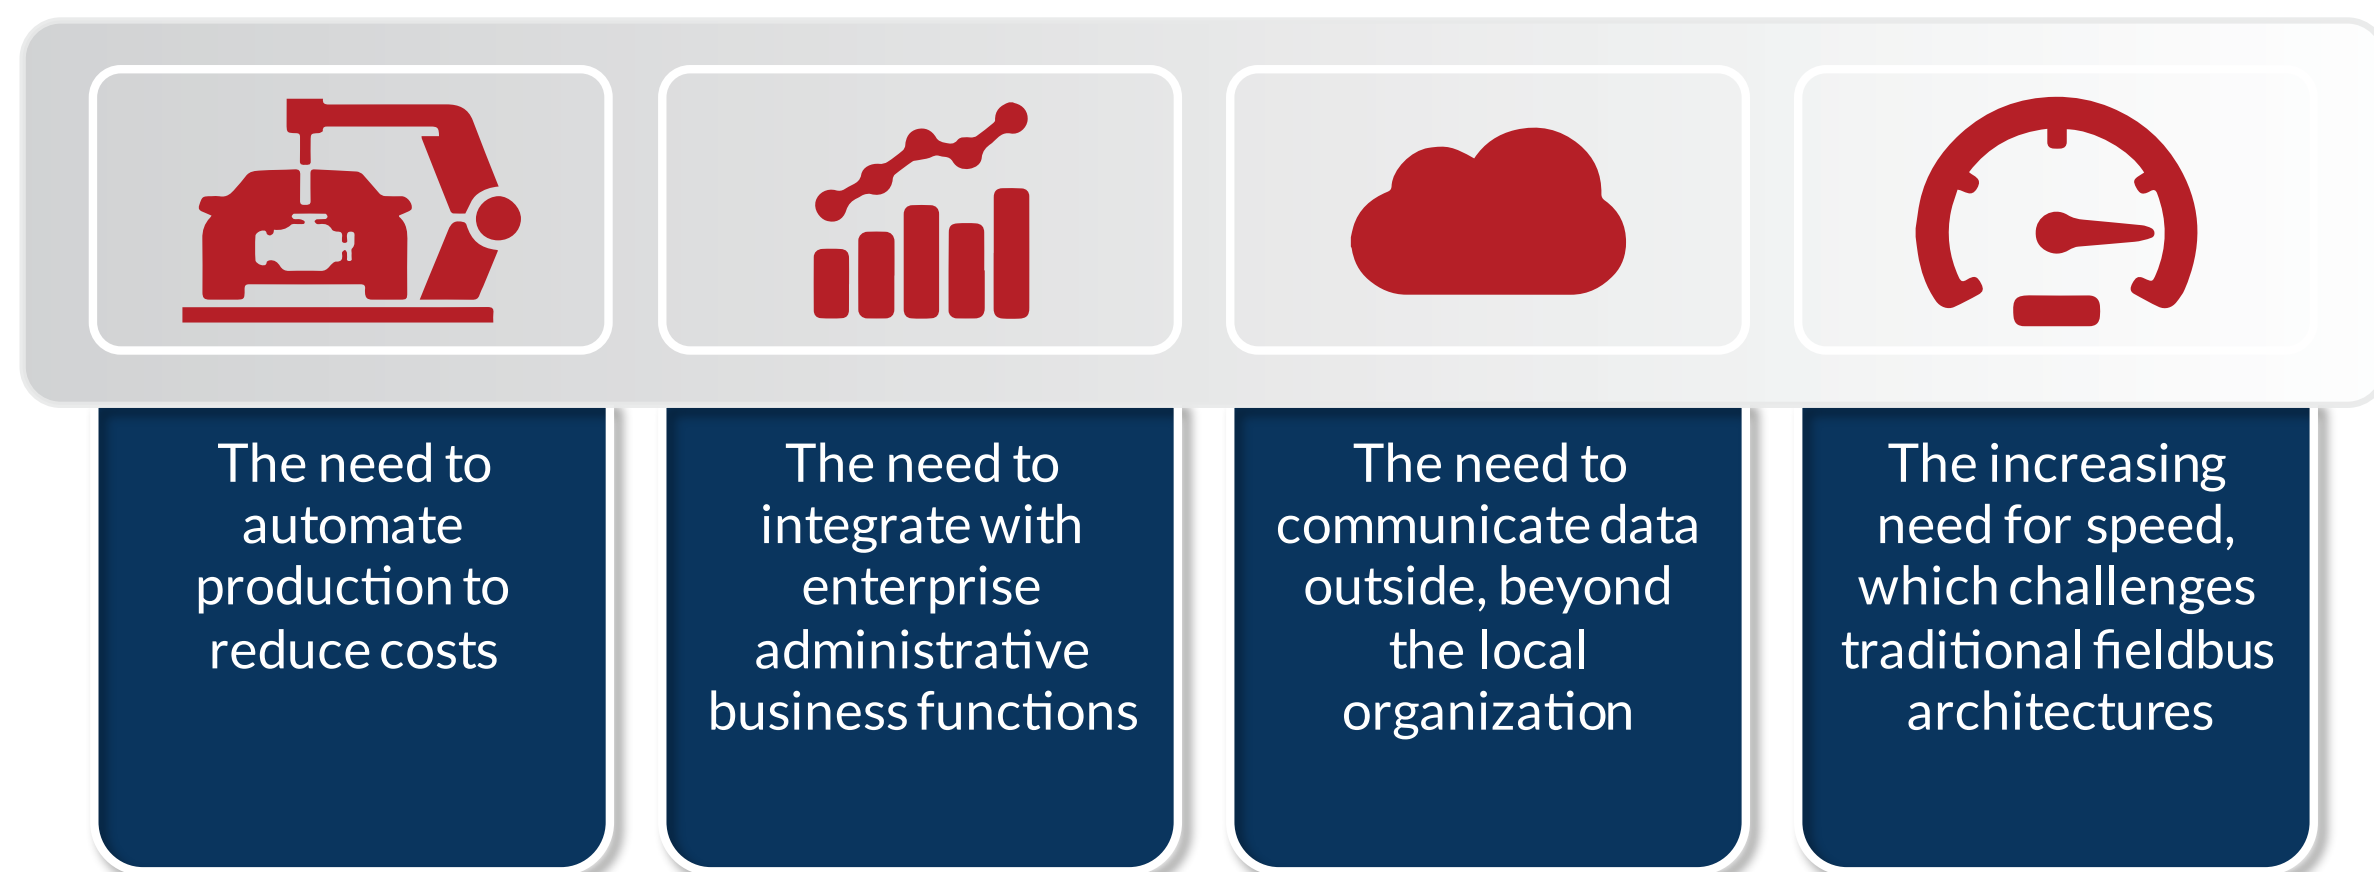 The need to
automate
production to
reduce costs
The need to
integrate with
enterprise
administrative
business functions
The need to
communicate data
outside, beyond
the local
organization
The increasing
need for speed,
which challenges
traditional fieldbus
architectures